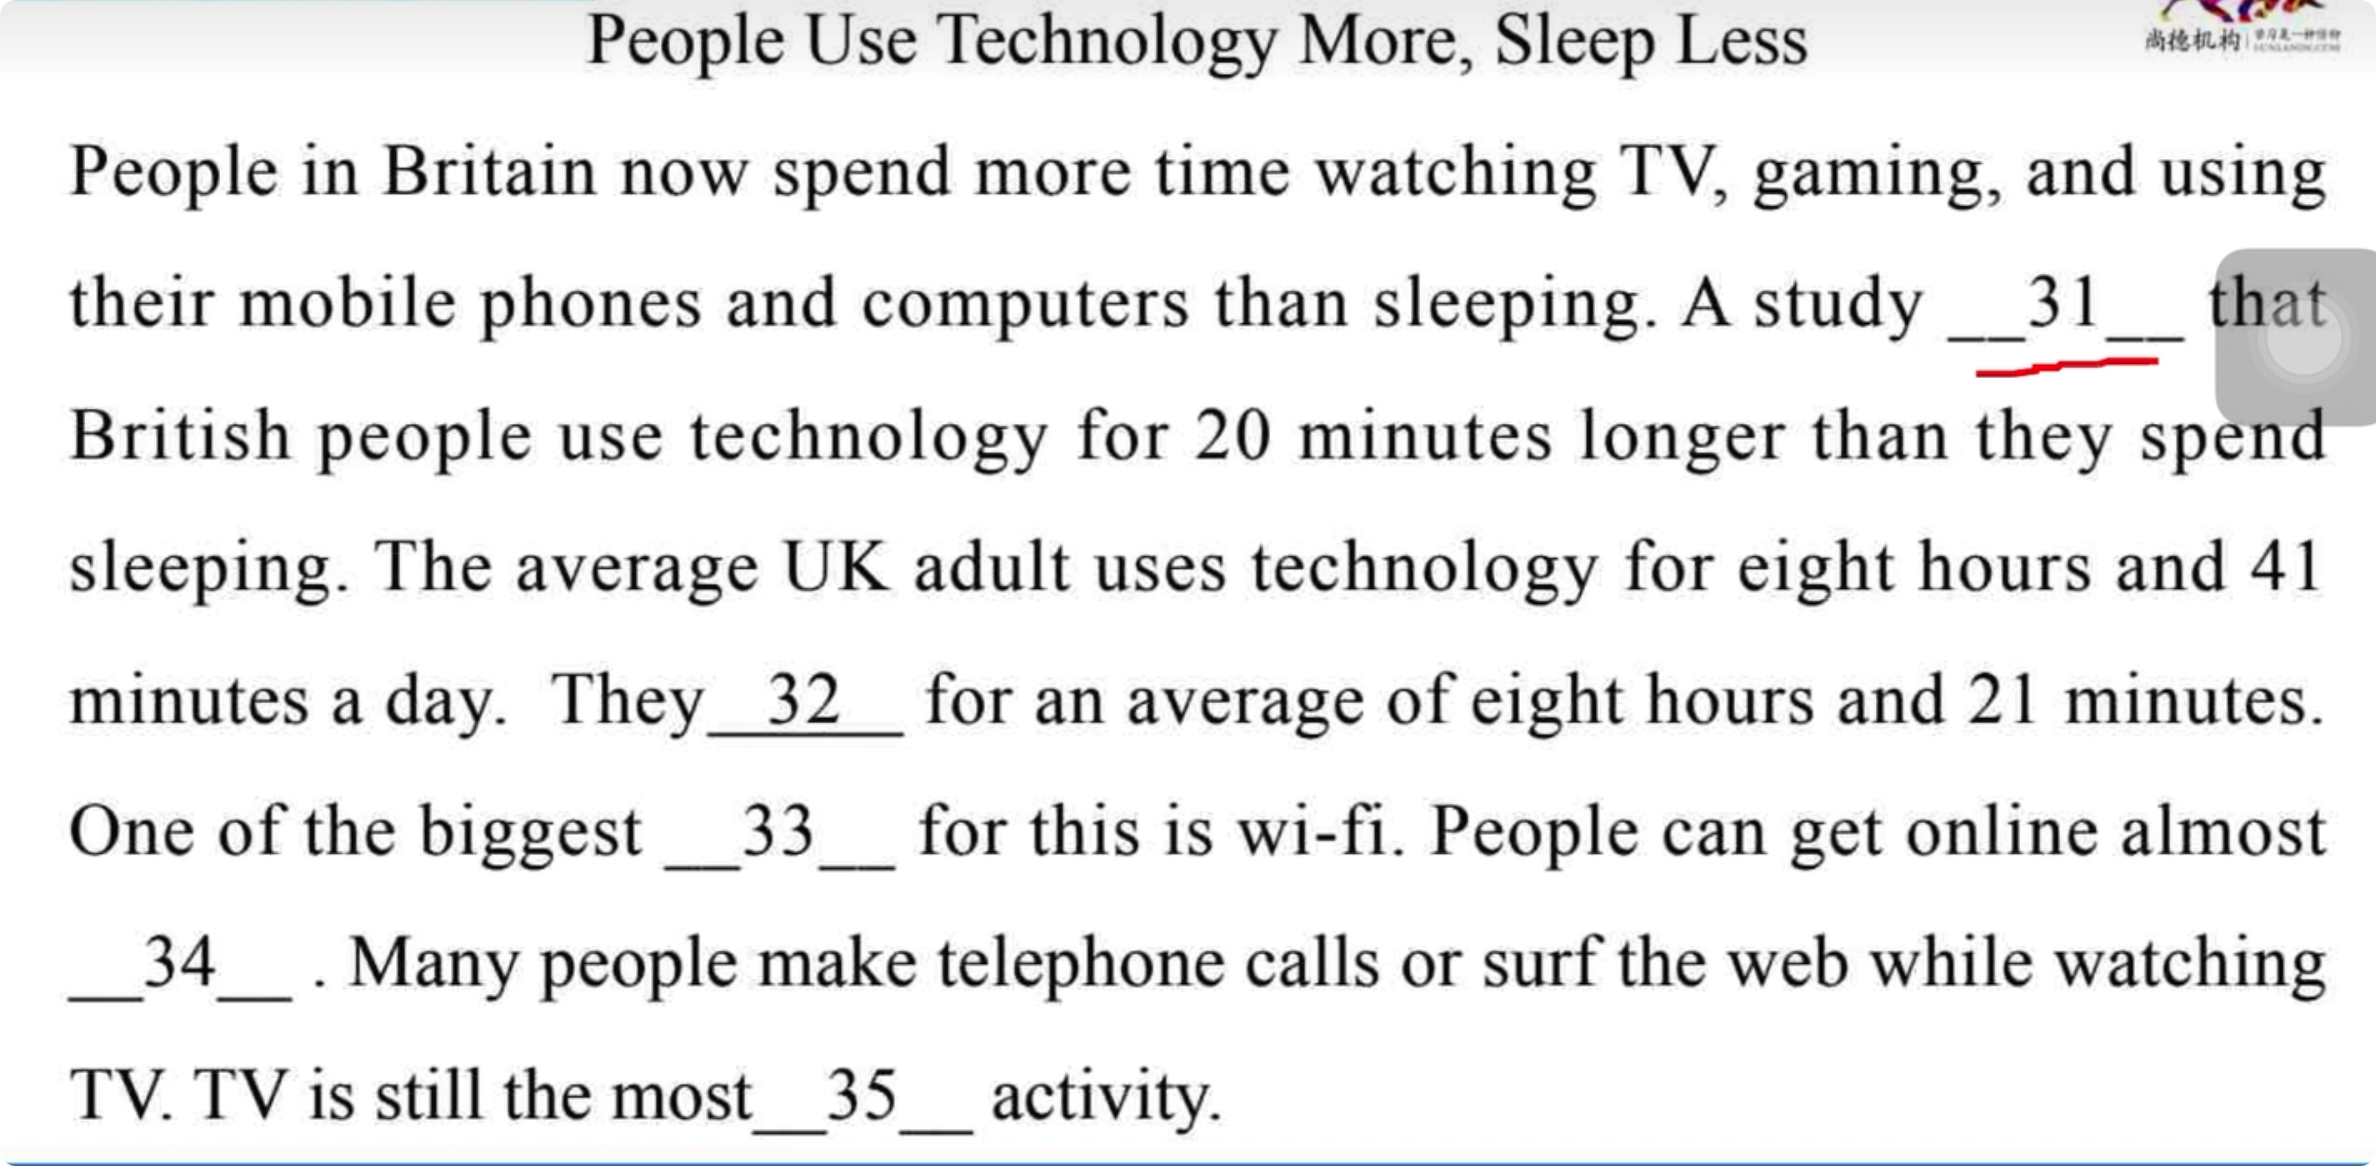 People Use Technology More, Sleep Less
尚德机构
People in Britain now spend more time watching TV, gaming, and using
their mobile phones and computers than sleeping. A study __31__ that
British people use technology for 20 minutes longer than they spend
sleeping. The average UK adult uses technology for eight hours and 41
minutes a day. They__32__ for an average of eight hours and 21 minutes.
One of the biggest __33__ for this is wi-fi. People can get online almost
__34__ . Many people make telephone calls or surf the web while watching
TV. TV is still the most__35__ activity.